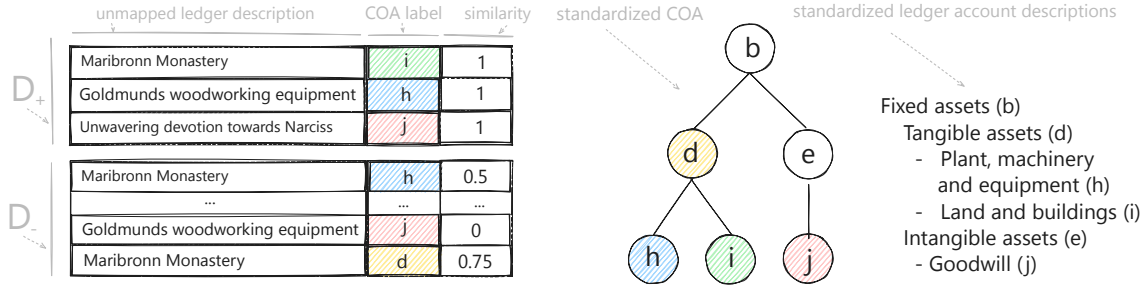 unmapped ledger description COA label similarity
D+
Maribronn Monastery i 1
Goldmunds woodworking equipment h 1
Unwavering devotion towards Narciss j 1
D-
Maribronn Monastery h 0.5
... ... ...
Goldmunds woodworking equipment j 0
Maribronn Monastery d 0.75
standardized COA
b
d e
h i j
standardized ledger account descriptions
Fixed assets (b)
Tangible assets (d)
- Plant, machinery
and equipment (h)
- Land and buildings (i)
Intangible assets (e)
- Goodwill (j)